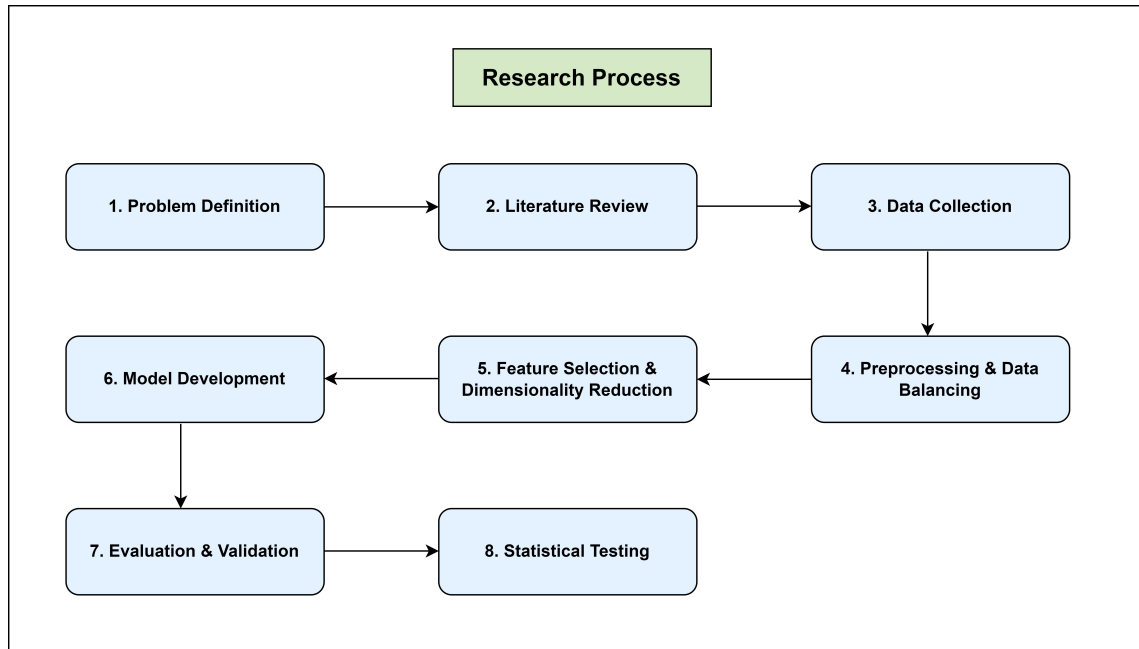 Research Process
1. Problem Definition
2. Literature Review
3. Data Collection
4. Preprocessing & Data
Balancing
5. Feature Selection &
Dimensionality Reduction
6. Model Development
7. Evaluation & Validation
8. Statistical Testing